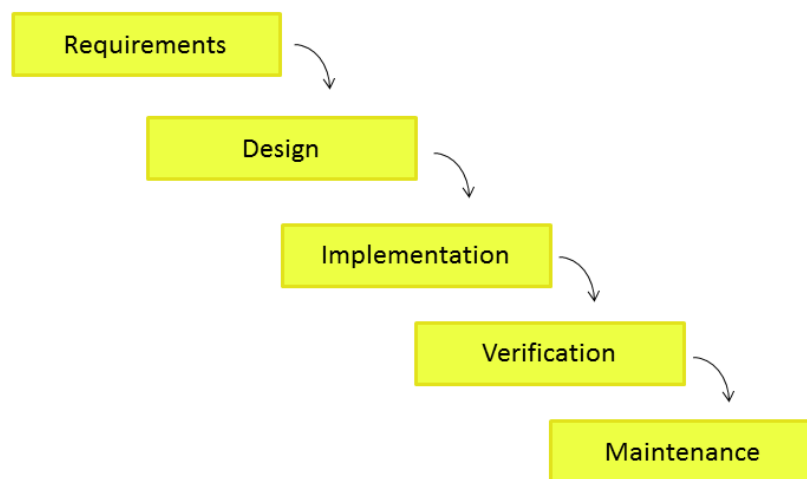 Requirements
Design
Implementation
Verification
Maintenance